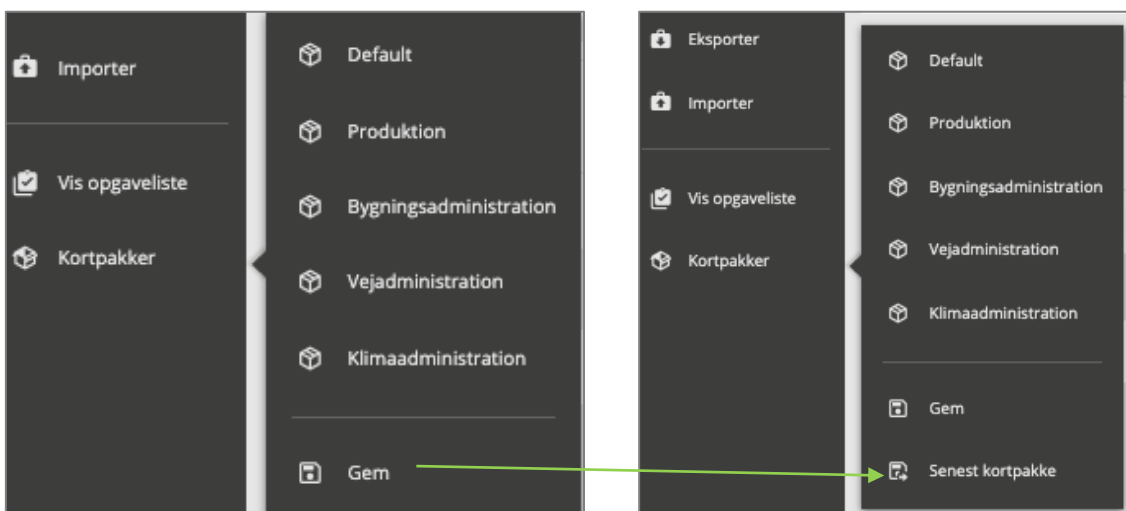 Importer
Vis opgaveliste
Kortpakker
Default
Produktion
Bygningsadministration
Vejadministration
Klimaadministration
Gem
Eksporter
Importer
Vis opgaveliste
Kortpakker
Default
Produktion
Bygningsadministration
Vejadministration
Klimaadministration
Gem
Senest kortpakke